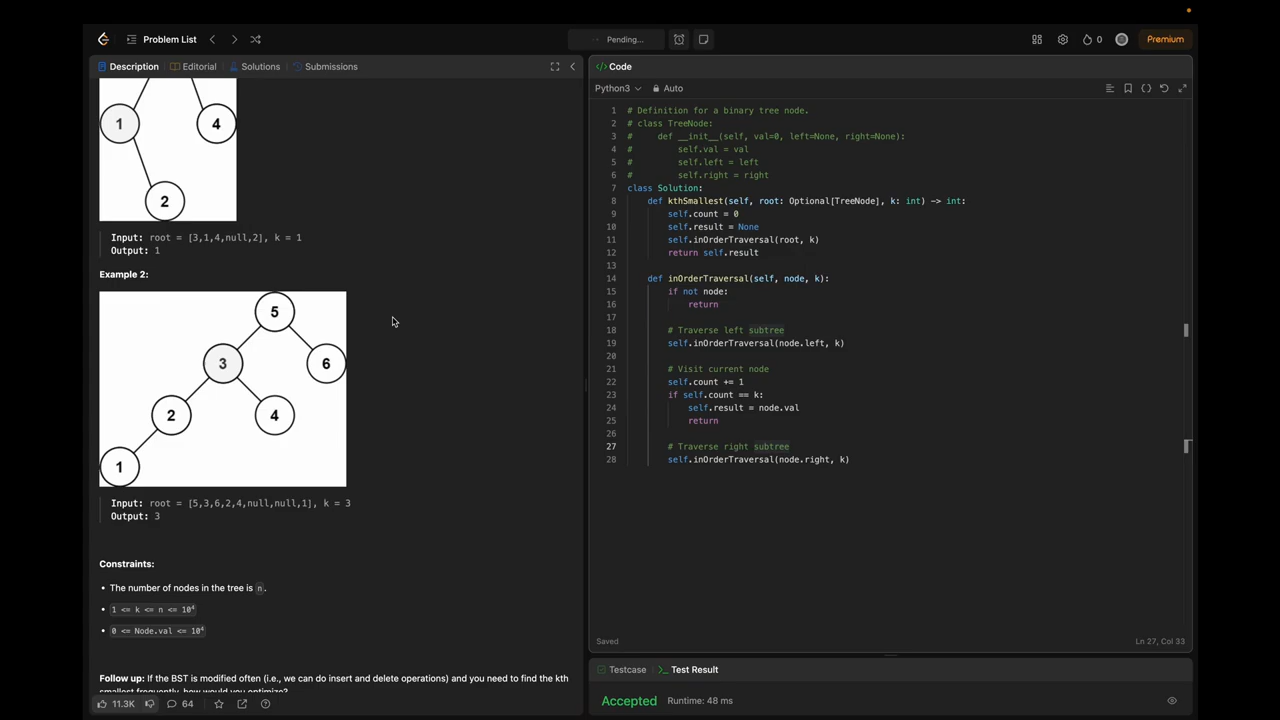 Problem List
Pending...
0
Premium
Description
Editorial
Solutions
Submissions
1
4
2
Input: root = [3,1,4,null,2], k = 1
Output: 1
Example 2:
5
3
6
2
4
1
Input: root = [5,3,6,2,4,null,null,1], k = 3
Output: 3
Constraints:
• The number of nodes in the tree is n.
• 1 <= k <= n <= 10⁴
• 0 <= Node.val <= 10⁴
Follow up: If the BST is modified often (i.e., we can do insert and delete operations) and you need to find the kth
smallest frequently, how would you optimize?
11.3K
64
</> Code
Python3
Auto
1 # Definition for a binary tree node.
2 # class TreeNode:
3 #     def __init__(self, val=0, left=None, right=None):
4 #         self.val = val
5 #         self.left = left
6 #         self.right = right
7 class Solution:
8     def kthSmallest(self, root: Optional[TreeNode], k: int) -> int:
9         self.count = 0
10         self.result = None
11         self.inOrderTraversal(root, k)
12         return self.result
13
14     def inOrderTraversal(self, node, k):
15         if not node:
16             return
17
18         # Traverse left subtree
19         self.inOrderTraversal(node.left, k)
20
21         # Visit current node
22         self.count += 1
23         if self.count == k:
24             self.result = node.val
25             return
26
27         # Traverse right subtree
28         self.inOrderTraversal(node.right, k)
Saved
Ln 27, Col 33
Testcase
>_ Test Result
Accepted
Runtime: 48 ms